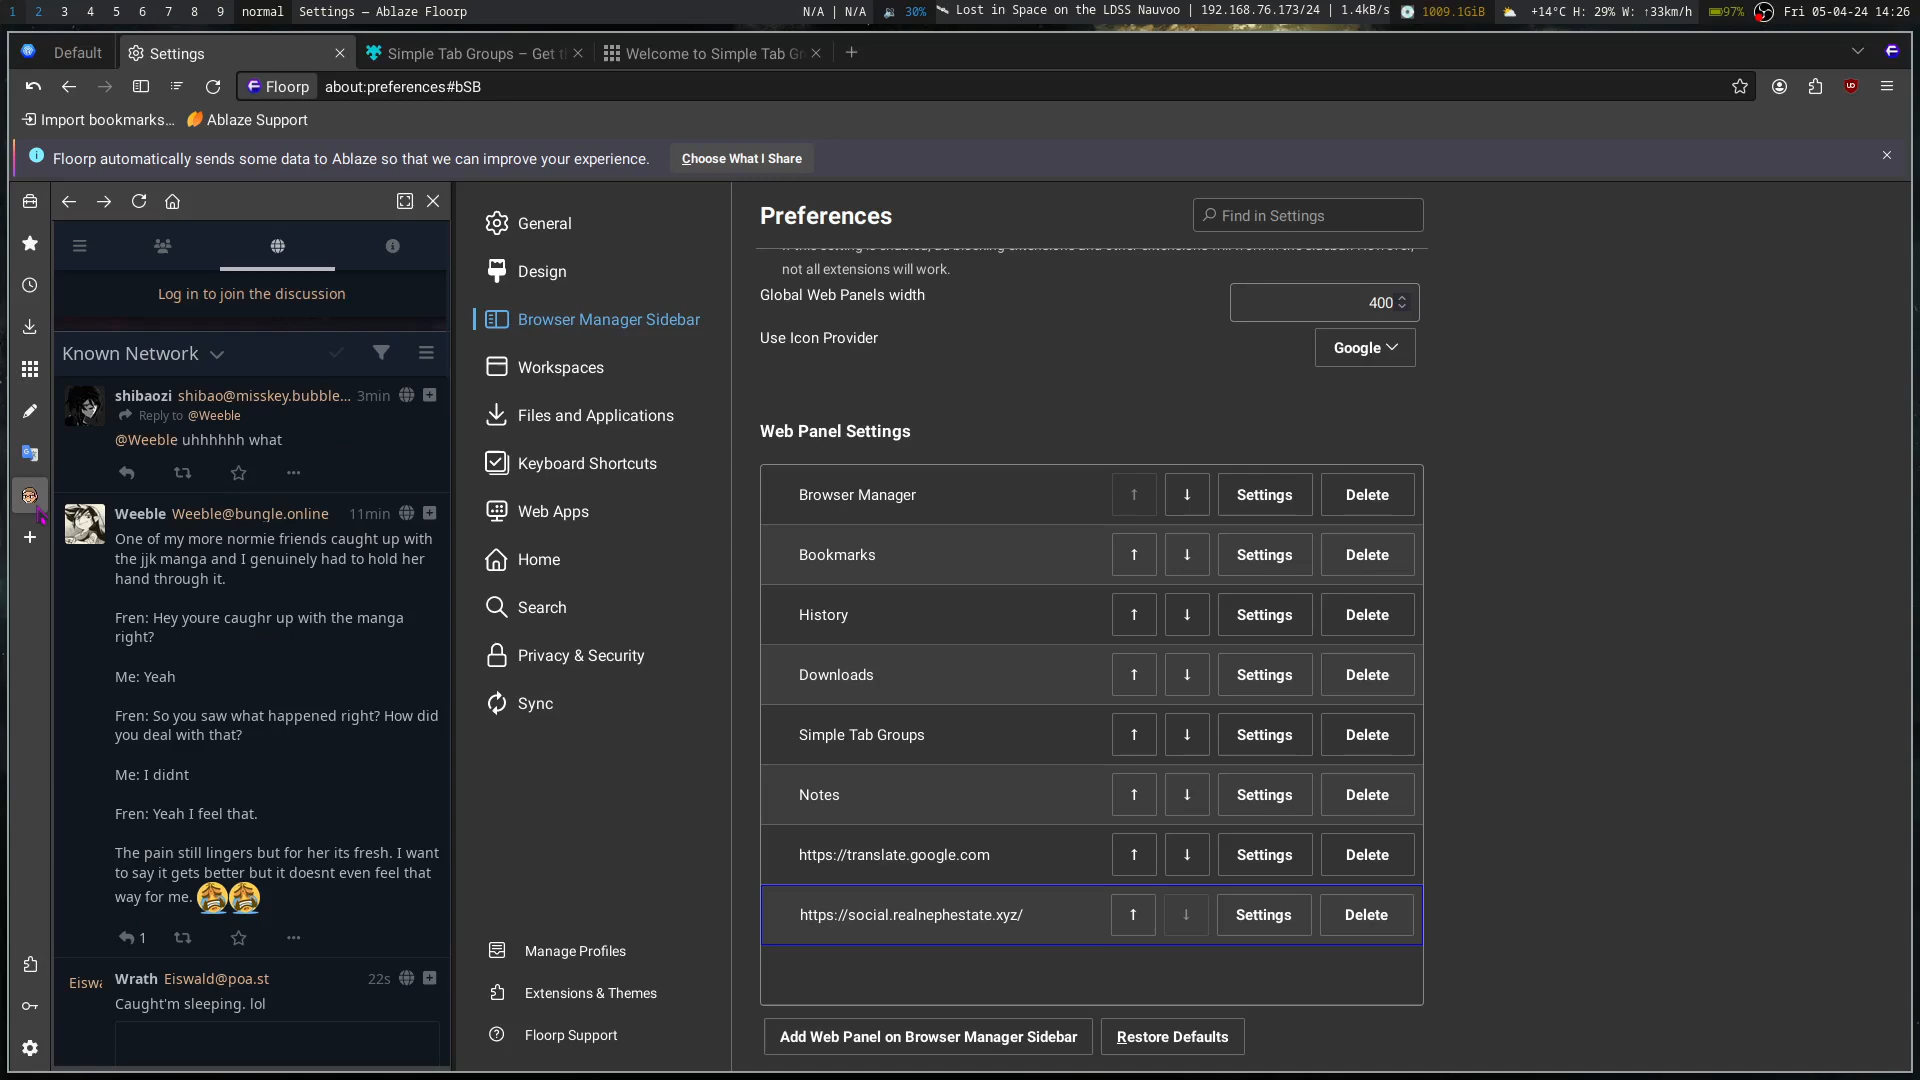 1 2 3 4 5 6 7 8 9 normal Settings — Ablaze Floorp
N/A | N/A 30% Lost in Space on the LDSS Nauvoo | 192.168.76.173/24 | 1.4kB/s 1009.1GiB +14°C H: 29% W: ↑33km/h 97% Fri 05-04-24 14:26
Default
Settings
Simple Tab Groups – Get t
Welcome to Simple Tab Gr
Floorp about:preferences#bSB
Import bookmarks...
Ablaze Support
Floorp automatically sends some data to Ablaze so that we can improve your experience.
Choose What I Share
Log in to join the discussion
Known Network
shibaozi shibao@misskey.bubble... 3min
Reply to @Weeble
@Weeble uhhhhhh what
Weeble Weeble@bungle.online 11min
One of my more normie friends caught up with
the jjk manga and I genuinely had to hold her
hand through it.
Fren: Hey youre caughr up with the manga
right?
Me: Yeah
Fren: So you saw what happened right? How did
you deal with that?
Me: I didnt
Fren: Yeah I feel that.
The pain still lingers but for her its fresh. I want
to say it gets better but it doesnt even feel that
way for me.
1
Eiswa
Wrath Eiswald@poa.st 22s
Caught'm sleeping. lol
General
Design
Browser Manager Sidebar
Workspaces
Files and Applications
Keyboard Shortcuts
Web Apps
Home
Search
Privacy & Security
Sync
Manage Profiles
Extensions & Themes
Floorp Support
Preferences
Find in Settings
not all extensions will work.
Global Web Panels width
400
Use Icon Provider
Google
Web Panel Settings
Browser Manager ↑ ↓ Settings Delete
Bookmarks ↑ ↓ Settings Delete
History ↑ ↓ Settings Delete
Downloads ↑ ↓ Settings Delete
Simple Tab Groups ↑ ↓ Settings Delete
Notes ↑ ↓ Settings Delete
https://translate.google.com ↑ ↓ Settings Delete
https://social.realnephestate.xyz/ ↑ ↓ Settings Delete
Add Web Panel on Browser Manager Sidebar
Restore Defaults